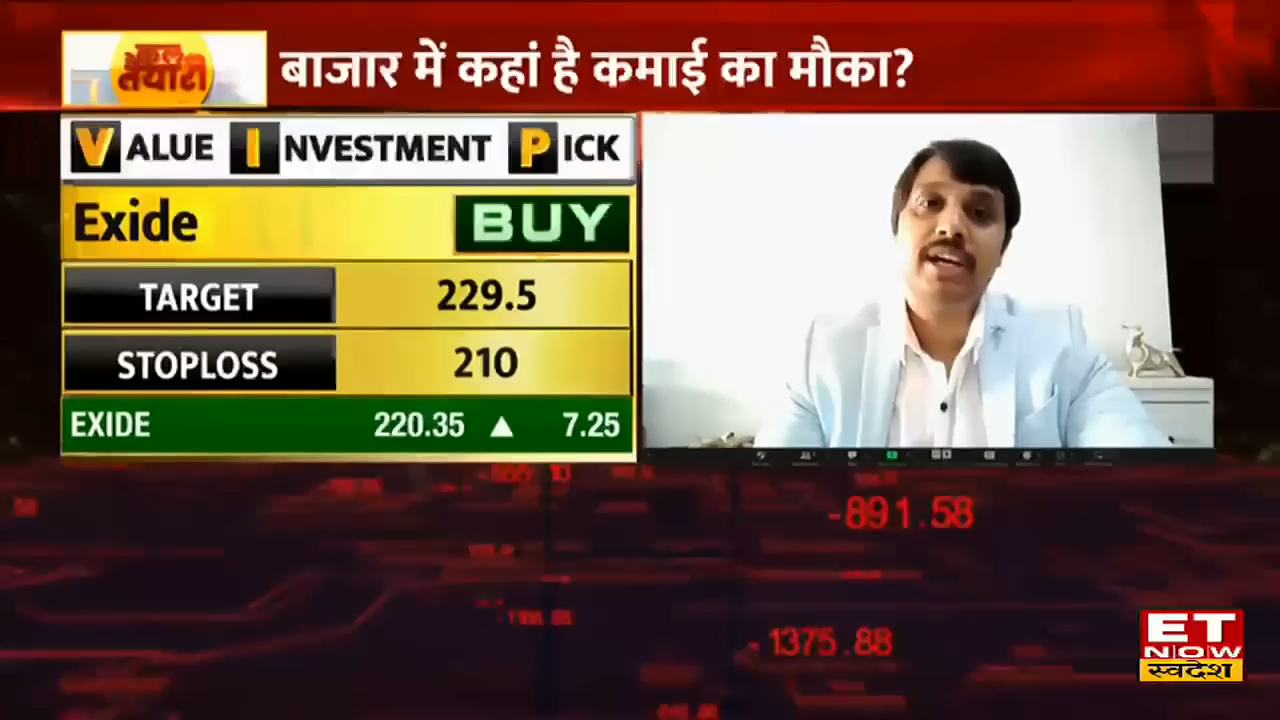 कल की तैयारी
बाजार में कहां है कमाई का मौका?
VALUE INVESTMENT PICK
Exide BUY
TARGET 229.5
STOPLOSS 210
EXIDE 220.35 ▲ 7.25
-891.58
-1375.88
ET
NOW
स्वदेश